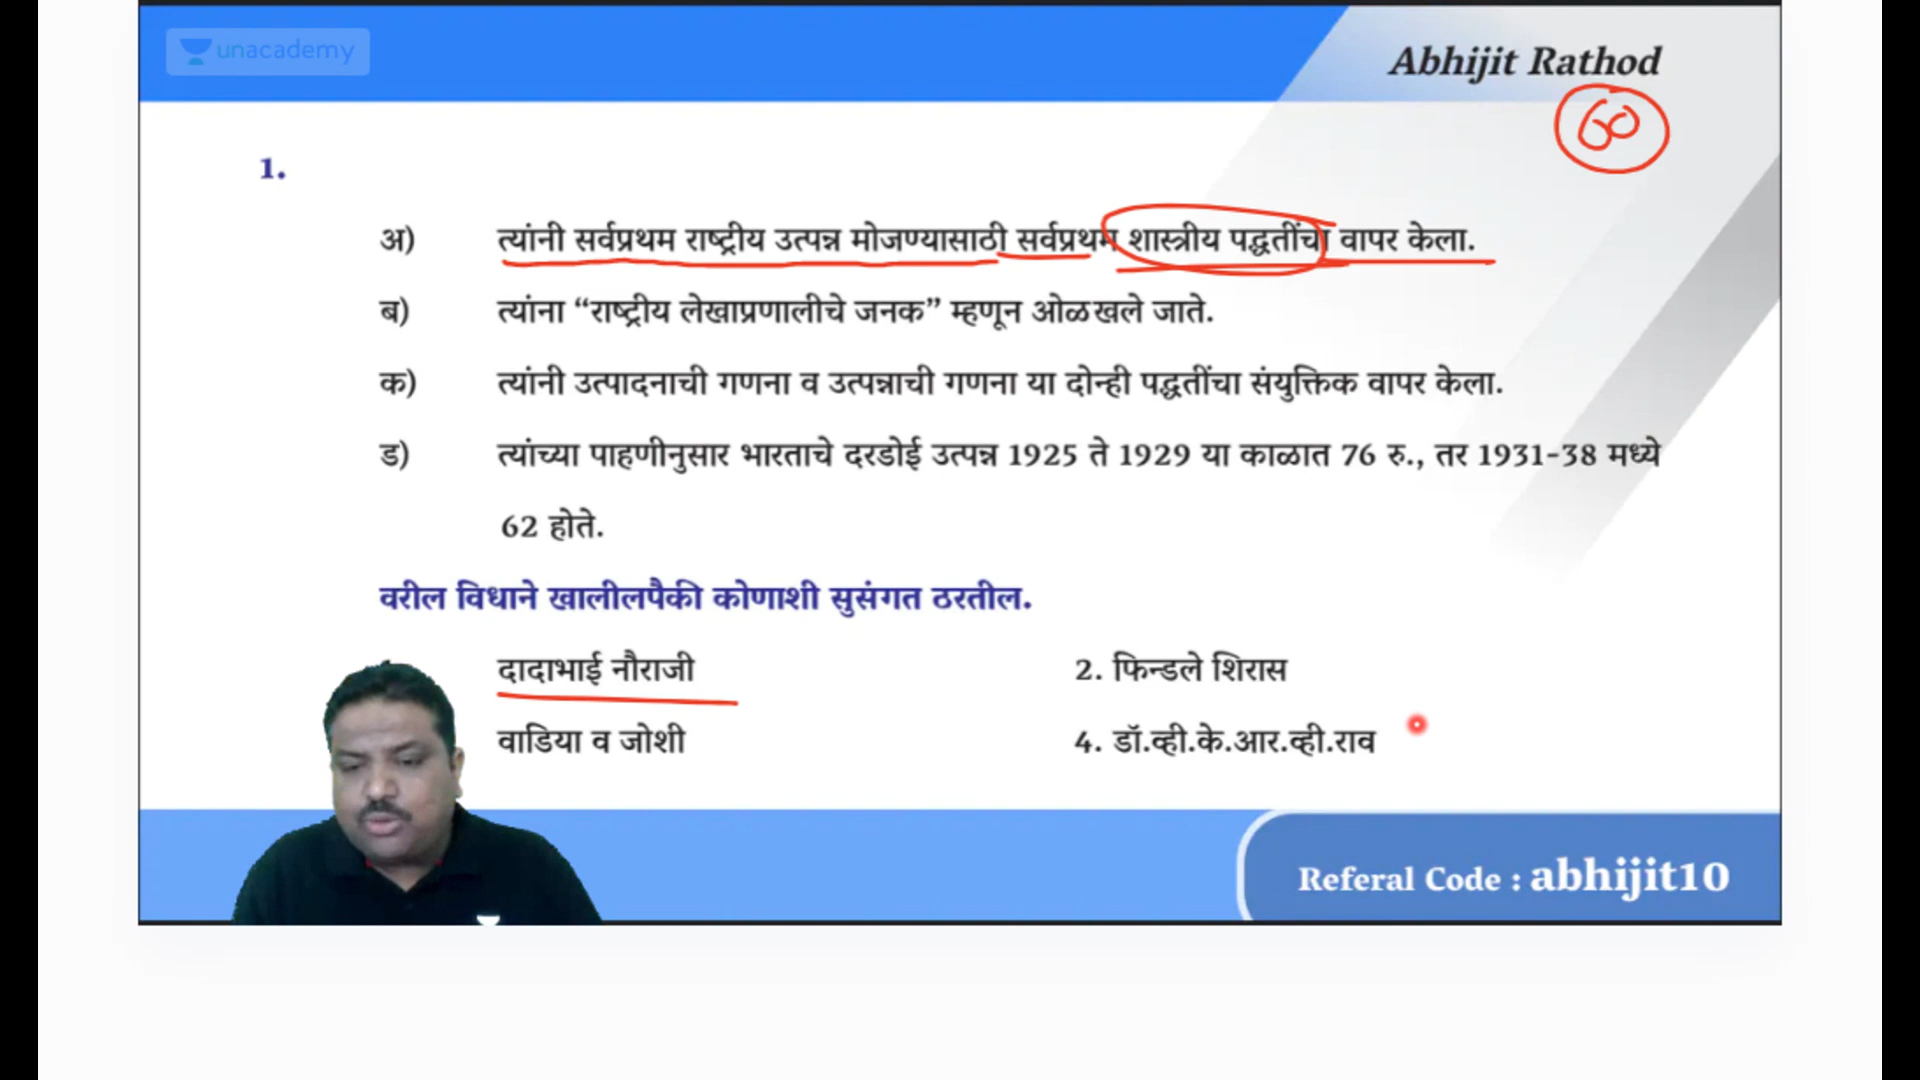 unacademy
Abhijit Rathod
60
1.
अ) त्यांनी सर्वप्रथम राष्ट्रीय उत्पन्न मोजण्यासाठी सर्वप्रथम शास्त्रीय पद्धतींचा वापर केला.
ब) त्यांना “राष्ट्रीय लेखाप्रणालीचे जनक” म्हणून ओळखले जाते.
क) त्यांनी उत्पादनाची गणना व उत्पन्नाची गणना या दोन्ही पद्धतींचा संयुक्तिक वापर केला.
ड) त्यांच्या पाहणीनुसार भारताचे दरडोई उत्पन्न 1925 ते 1929 या काळात 76 रु., तर 1931-38 मध्ये
62 होते.
वरील विधाने खालीलपैकी कोणाशी सुसंगत ठरतील.
दादाभाई नौराजी 2. फिन्डले शिरास
वाडिया व जोशी 4. डॉ.व्ही.के.आर.व्ही.राव
Referal Code : abhijit10